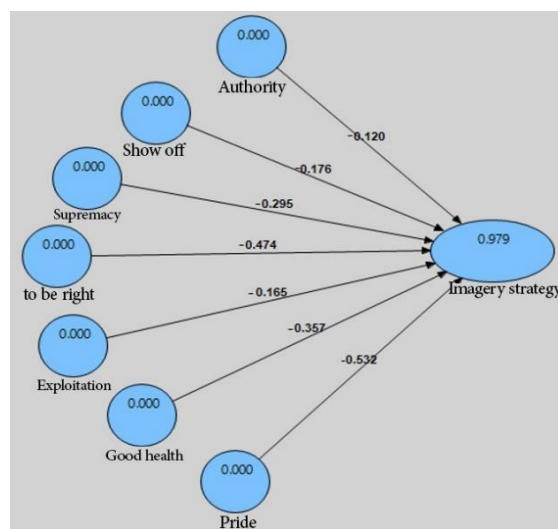 0.000
Authority
-0.120
0.000
Show off
-0.176
0.000
Supremacy
-0.295
0.000
to be right
-0.474
0.979
Imagery strategy
0.000
Exploitation
-0.165
0.000
Good health
-0.357
0.000
Pride
-0.532